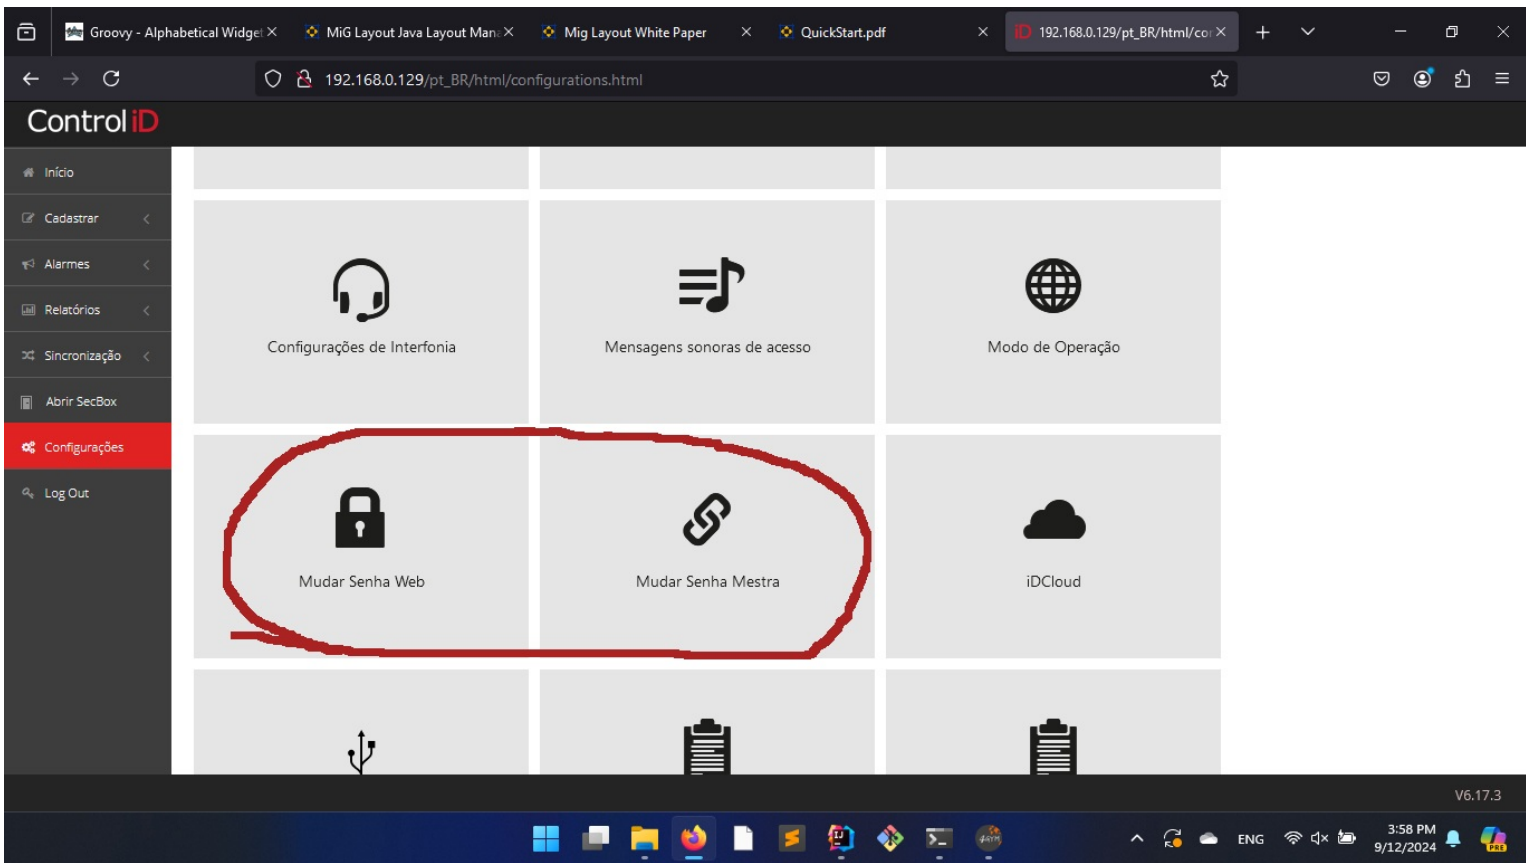 Groovy - Alphabetical Widget
MiG Layout Java Layout Mana
Mig Layout White Paper
QuickStart.pdf
192.168.0.129/pt_BR/html/con
192.168.0.129/pt_BR/html/configurations.html
Control iD
Início
Cadastrar
Alarmes
Relatórios
Sincronização
Abrir SecBox
Configurações
Log Out
Configurações de Interfonia
Mensagens sonoras de acesso
Modo de Operação
Mudar Senha Web
Mudar Senha Mestra
iDCloud
V6.17.3
ENG
3:58 PM
9/12/2024
PRE